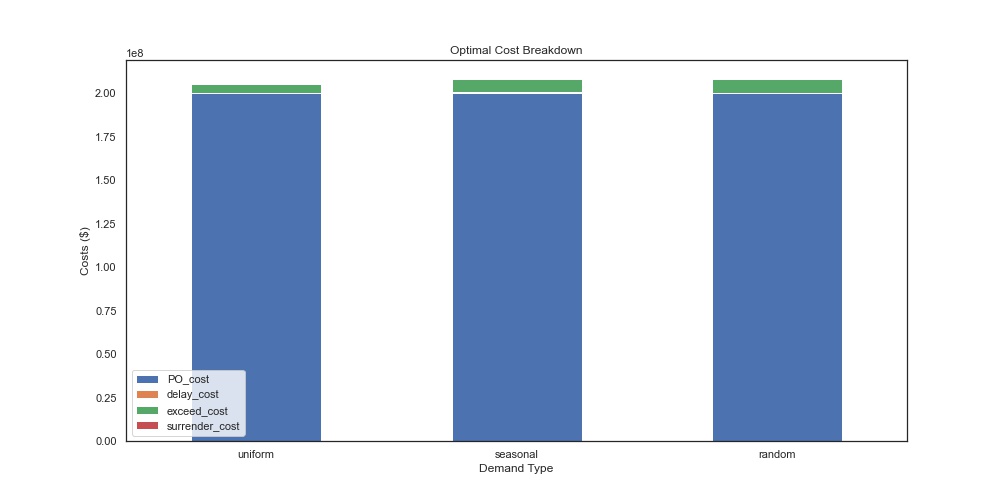 Optimal Cost Breakdown
1e8
2.00
1.75
1.50
1.25
1.00
0.75
0.50
0.25
0.00
Costs ($)
PO_cost
delay_cost
exceed_cost
surrender_cost
uniform seasonal random
Demand Type